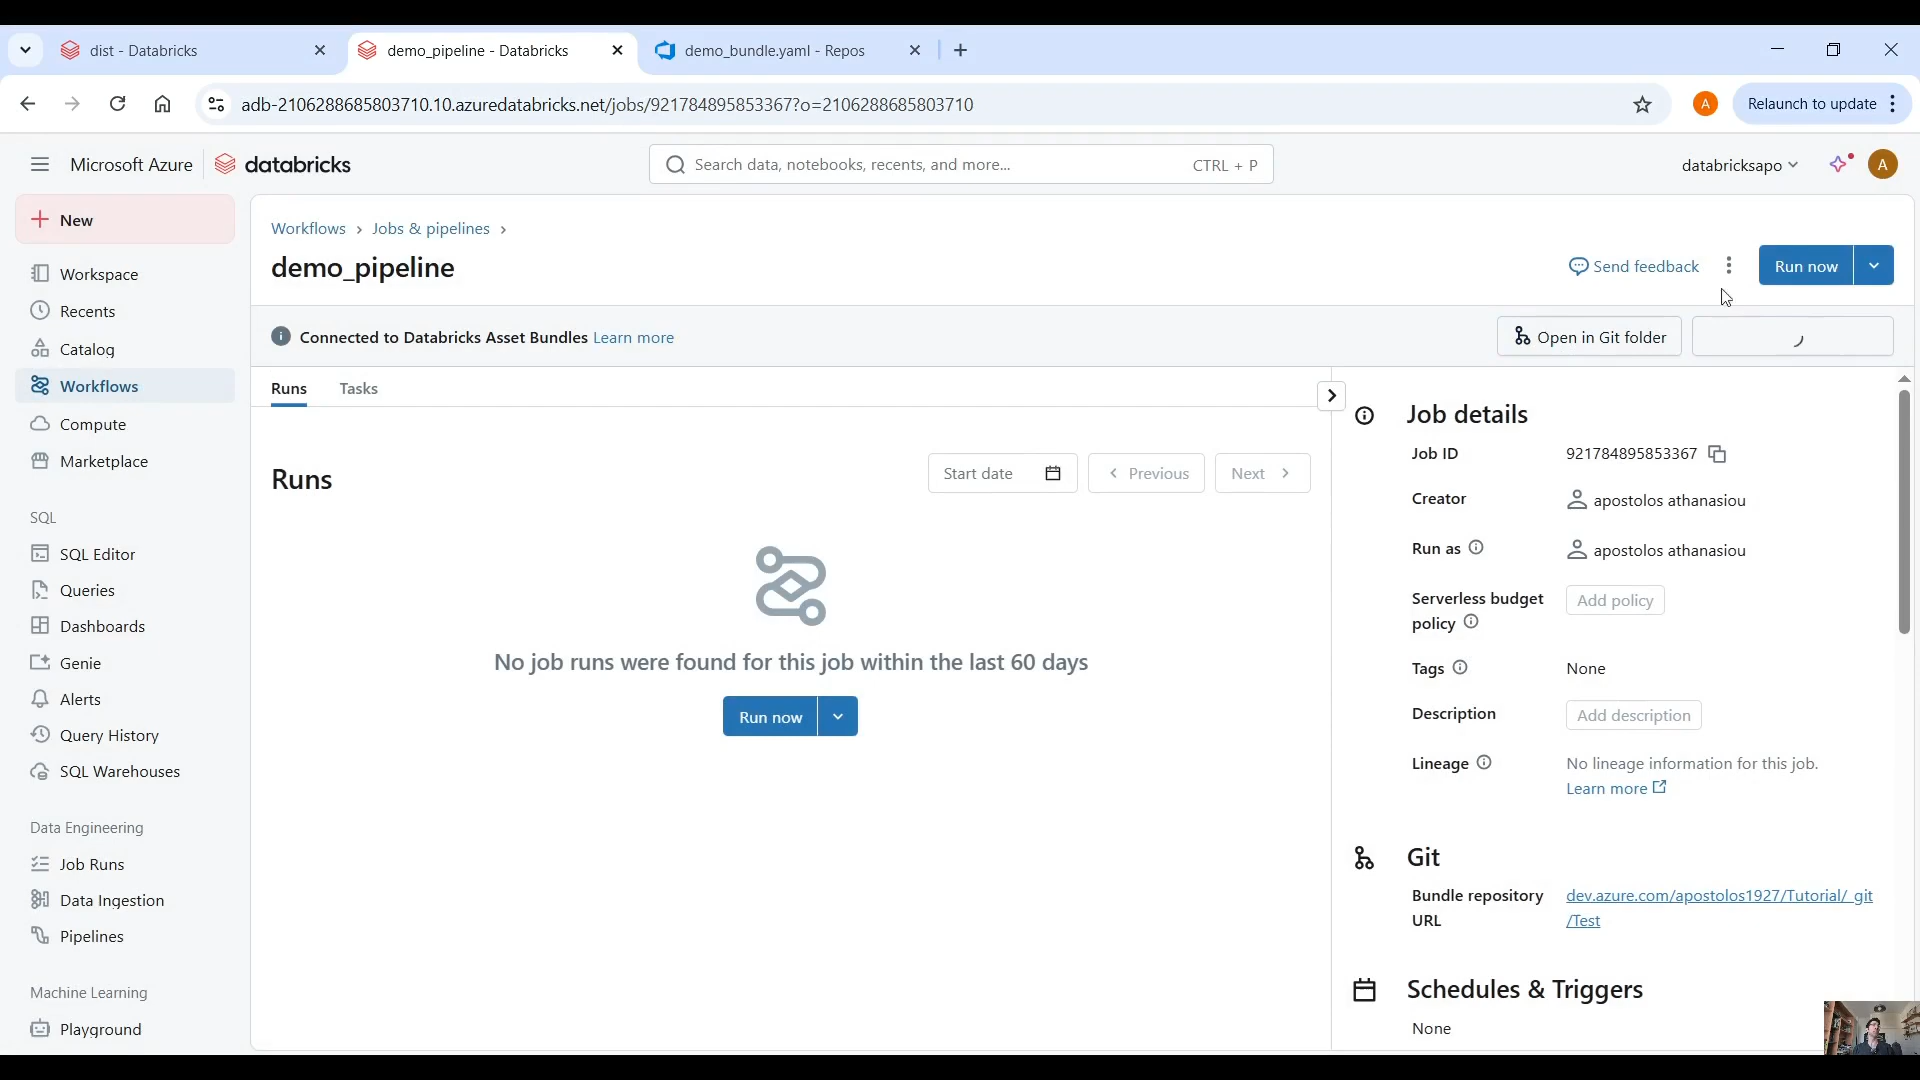 dist - Databricks
demo_pipeline - Databricks
demo_bundle.yaml - Repos
adb-2106288685803710.10.azuredatabricks.net/jobs/921784895853367?o=2106288685803710
A
Relaunch to update
Microsoft Azure
databricks
Search data, notebooks, recents, and more...
CTRL + P
databricksapo
A
New
Workspace
Recents
Catalog
Workflows
Compute
Marketplace
SQL
SQL Editor
Queries
Dashboards
Genie
Alerts
Query History
SQL Warehouses
Data Engineering
Job Runs
Data Ingestion
Pipelines
Machine Learning
Playground
Workflows › Jobs & pipelines ›
demo_pipeline
Send feedback
Run now
Connected to Databricks Asset Bundles Learn more
Open in Git folder
Runs
Tasks
Runs
Start date
Previous
Next
No job runs were found for this job within the last 60 days
Run now
Job details
Job ID
921784895853367
Creator
apostolos athanasiou
Run as
apostolos athanasiou
Serverless budget
policy
Add policy
Tags
None
Description
Add description
Lineage
No lineage information for this job.
Learn more
Git
Bundle repository
URL
dev.azure.com/apostolos1927/Tutorial/_git
/Test
Schedules & Triggers
None